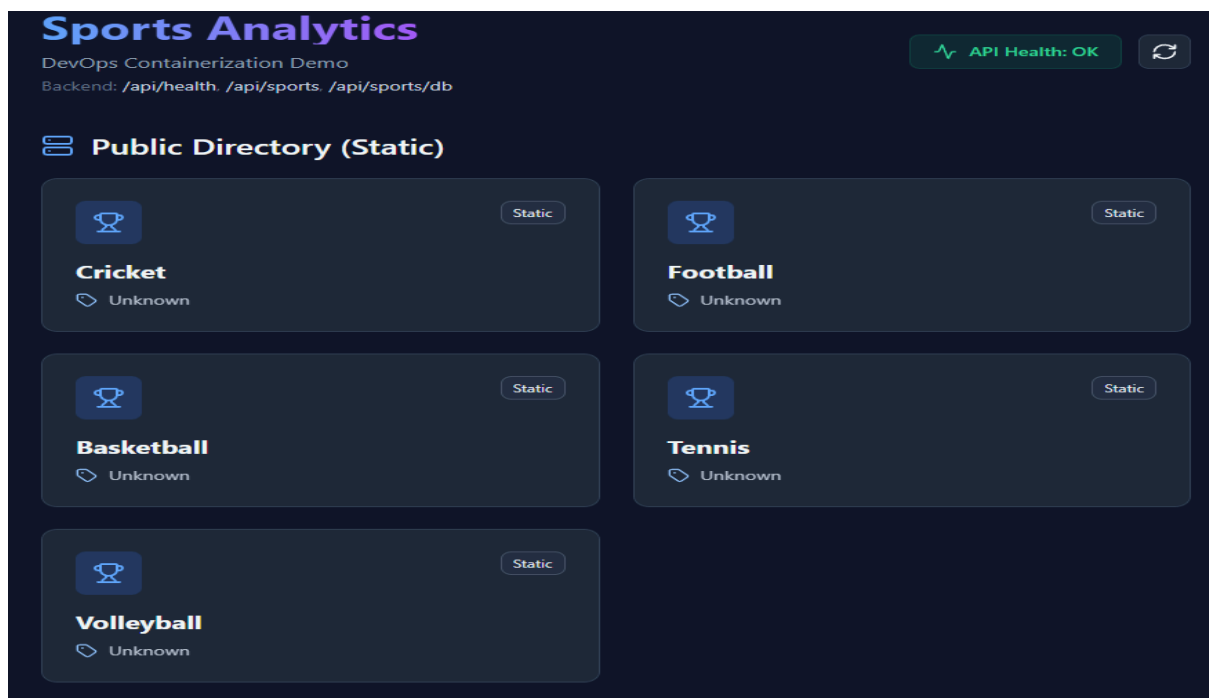 Sports Analytics
DevOps Containerization Demo
API Health: OK
Backend: /api/health, /api/sports, /api/sports/db
Public Directory (Static)
Static
Cricket
Unknown
Static
Football
Unknown
Static
Basketball
Unknown
Static
Tennis
Unknown
Static
Volleyball
Unknown